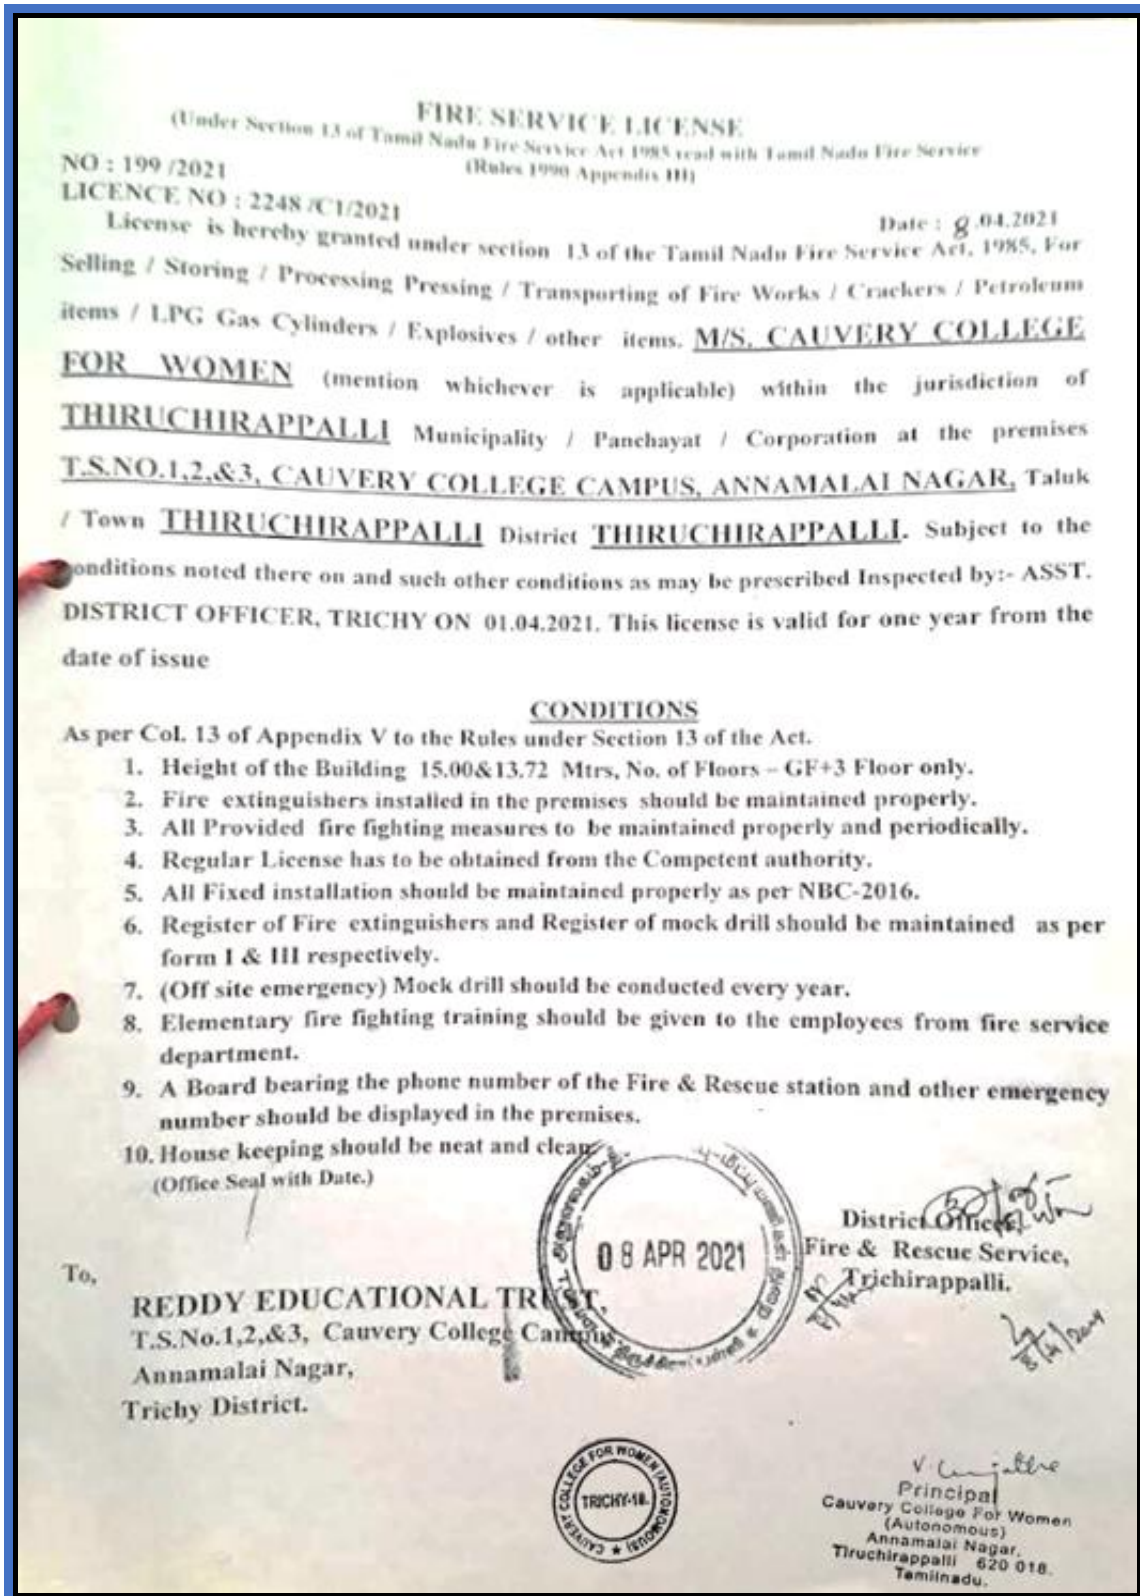 FIRE SERVICE LICENSE
(Under Section 13 of Tamil Nadu Fire Service Act 1985 read with Tamil Nadu Fire Service
(Rules 1990 Appendix III)
NO : 199 /2021
LICENCE NO : 2248 /C1/2021
Date : 8.04.2021
License is hereby granted under section 13 of the Tamil Nadu Fire Service Act, 1985, For
Selling / Storing / Processing Pressing / Transporting of Fire Works / Crackers / Petroleum
items / LPG Gas Cylinders / Explosives / other items. M/S. CAUVERY COLLEGE
FOR WOMEN (mention whichever is applicable) within the jurisdiction of
THIRUCHIRAPPALLI Municipality / Panchayat / Corporation at the premises
T.S.NO.1,2,&3, CAUVERY COLLEGE CAMPUS, ANNAMALAI NAGAR, Taluk
/ Town THIRUCHIRAPPALLI District THIRUCHIRAPPALLI. Subject to the
onditions noted there on and such other conditions as may be prescribed Inspected by:- ASST.
DISTRICT OFFICER, TRICHY ON 01.04.2021. This license is valid for one year from the
date of issue
CONDITIONS
As per Col. 13 of Appendix V to the Rules under Section 13 of the Act.
1. Height of the Building 15.00&13.72 Mtrs, No. of Floors – GF+3 Floor only.
2. Fire extinguishers installed in the premises should be maintained properly.
3. All Provided fire fighting measures to be maintained properly and periodically.
4. Regular License has to be obtained from the Competent authority.
5. All Fixed installation should be maintained properly as per NBC-2016.
6. Register of Fire extinguishers and Register of mock drill should be maintained as per
form I & III respectively.
7. (Off site emergency) Mock drill should be conducted every year.
8. Elementary fire fighting training should be given to the employees from fire service
department.
9. A Board bearing the phone number of the Fire & Rescue station and other emergency
number should be displayed in the premises.
10. House keeping should be neat and clean
(Office Seal with Date.)
08 APR 2021
District Officer,
Fire & Rescue Service,
Trichirappalli.
To,
REDDY EDUCATIONAL TRUST,
T.S.No.1,2,&3, Cauvery College Campus,
Annamalai Nagar,
Trichy District.
CAUVERY COLLEGE FOR WOMEN (AUTONOMOUS)
TRICHY-18.
Principal
Cauvery College For Women
(Autonomous)
Annamalai Nagar,
Tiruchirappalli 620 018.
Tamilnadu.